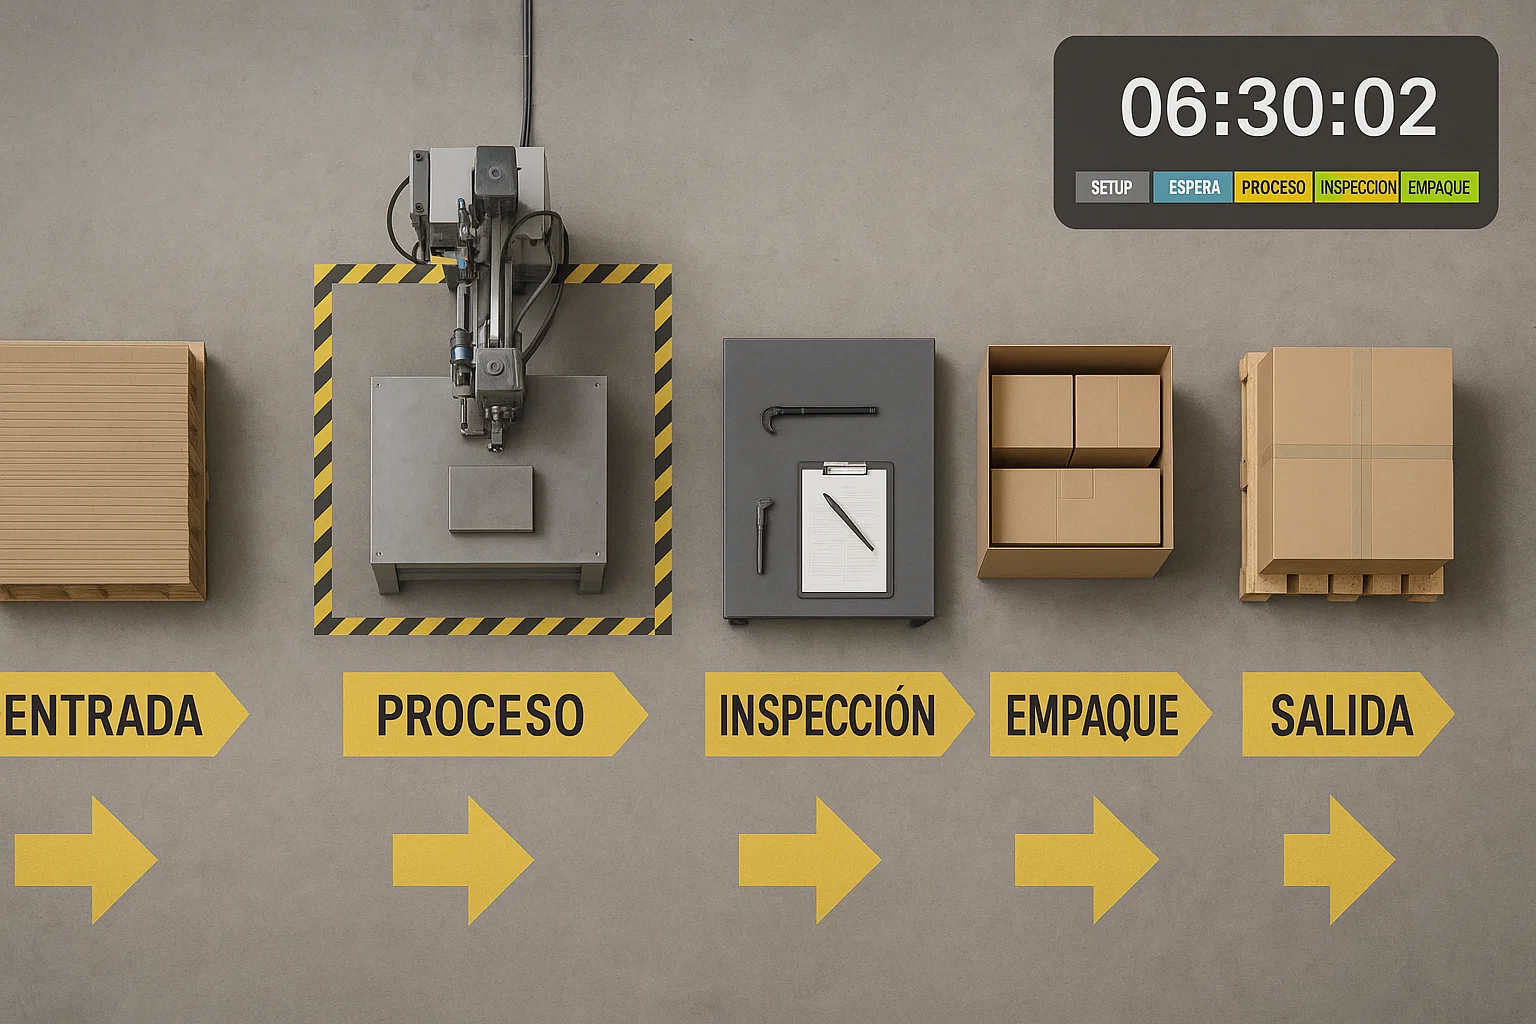 06:30:02
SETUP ESPERA PROCESO INSPECCION EMPAQUE
ENTRADA PROCESO INSPECCIÓN EMPAQUE SALIDA